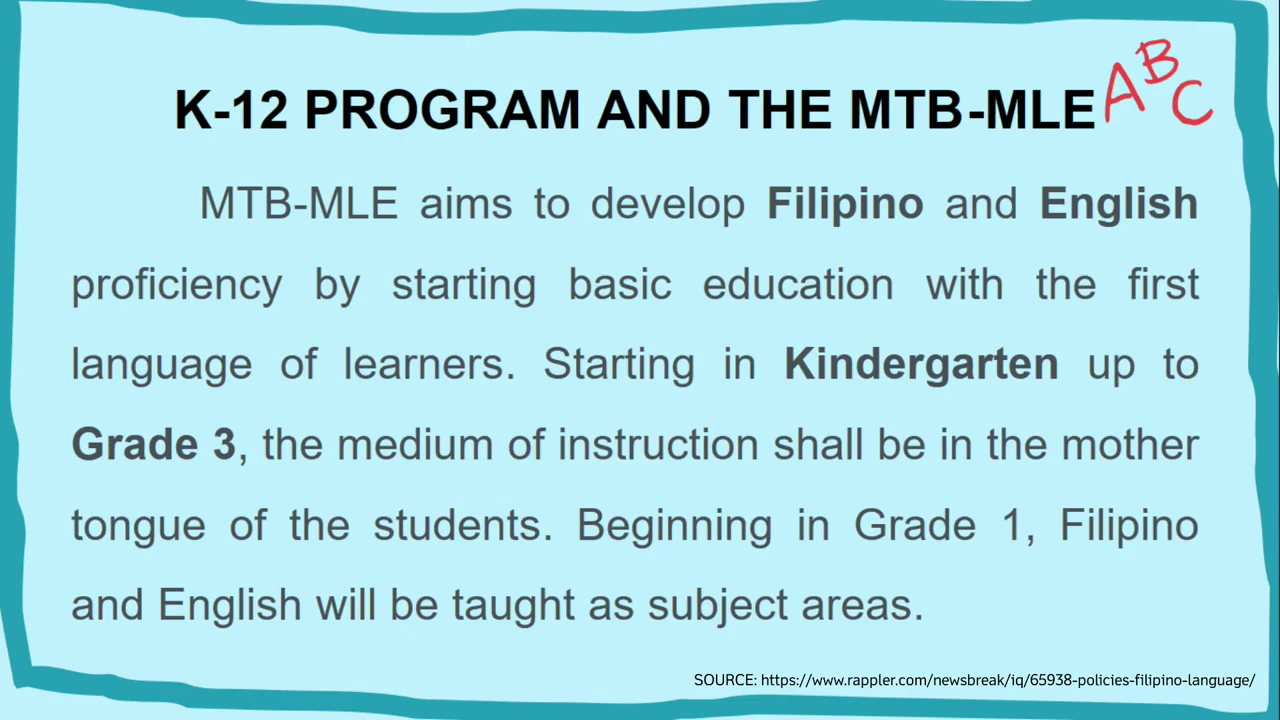 K-12 PROGRAM AND THE MTB-MLE
ABC
MTB-MLE aims to develop Filipino and English
proficiency by starting basic education with the first
language of learners. Starting in Kindergarten up to
Grade 3, the medium of instruction shall be in the mother
tongue of the students. Beginning in Grade 1, Filipino
and English will be taught as subject areas.
SOURCE: https://www.rappler.com/newsbreak/iq/65938-policies-filipino-language/